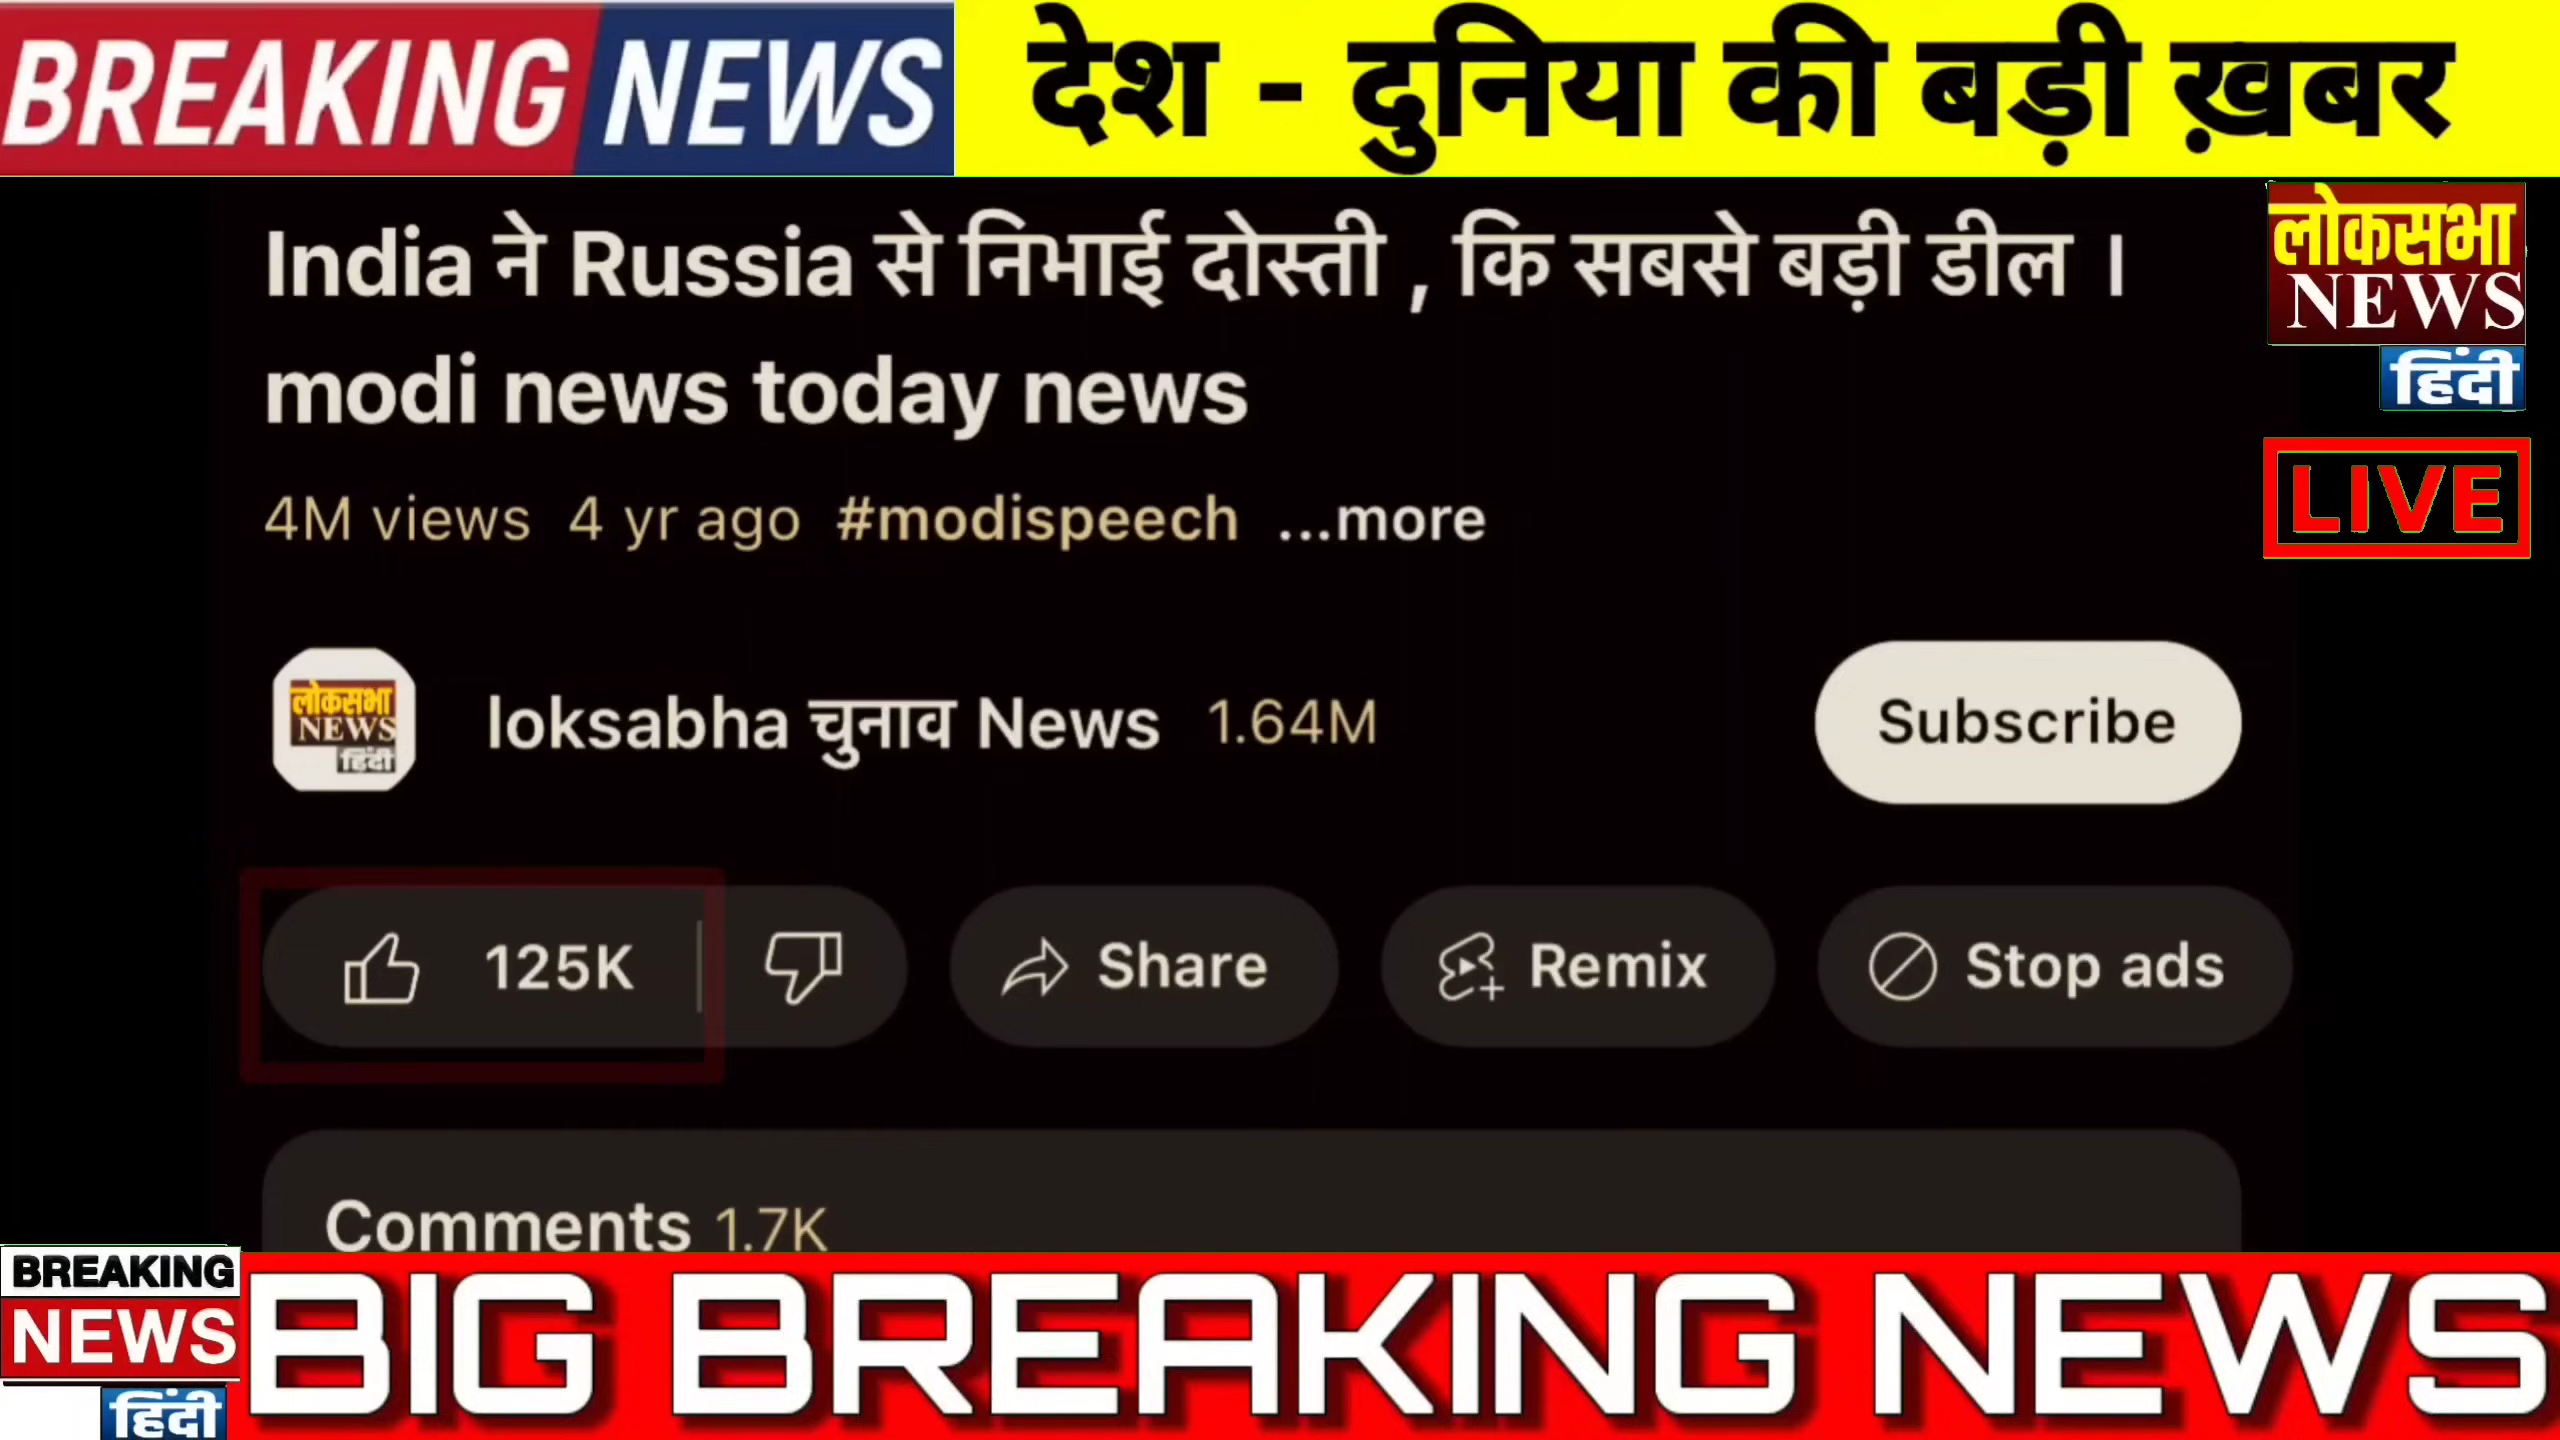 BREAKING NEWS देश - दुनिया की बड़ी ख़बर
लोकसभा
NEWS
हिंदी
LIVE
India ने Russia से निभाई दोस्ती , कि सबसे बड़ी डील ।
modi news today news
4M views 4 yr ago #modispeech ...more
लोकसभा
NEWS
हिंदी
loksabha चुनाव News 1.64M
Subscribe
125K Share Remix Stop ads
Comments 1.7K
BREAKING
NEWS
हिंदी
BIG BREAKING NEWS